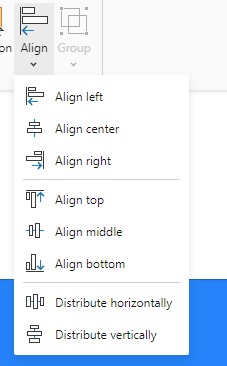 on
Align
Group
Align left
Align center
Align right
Align top
Align middle
Align bottom
Distribute horizontally
Distribute vertically